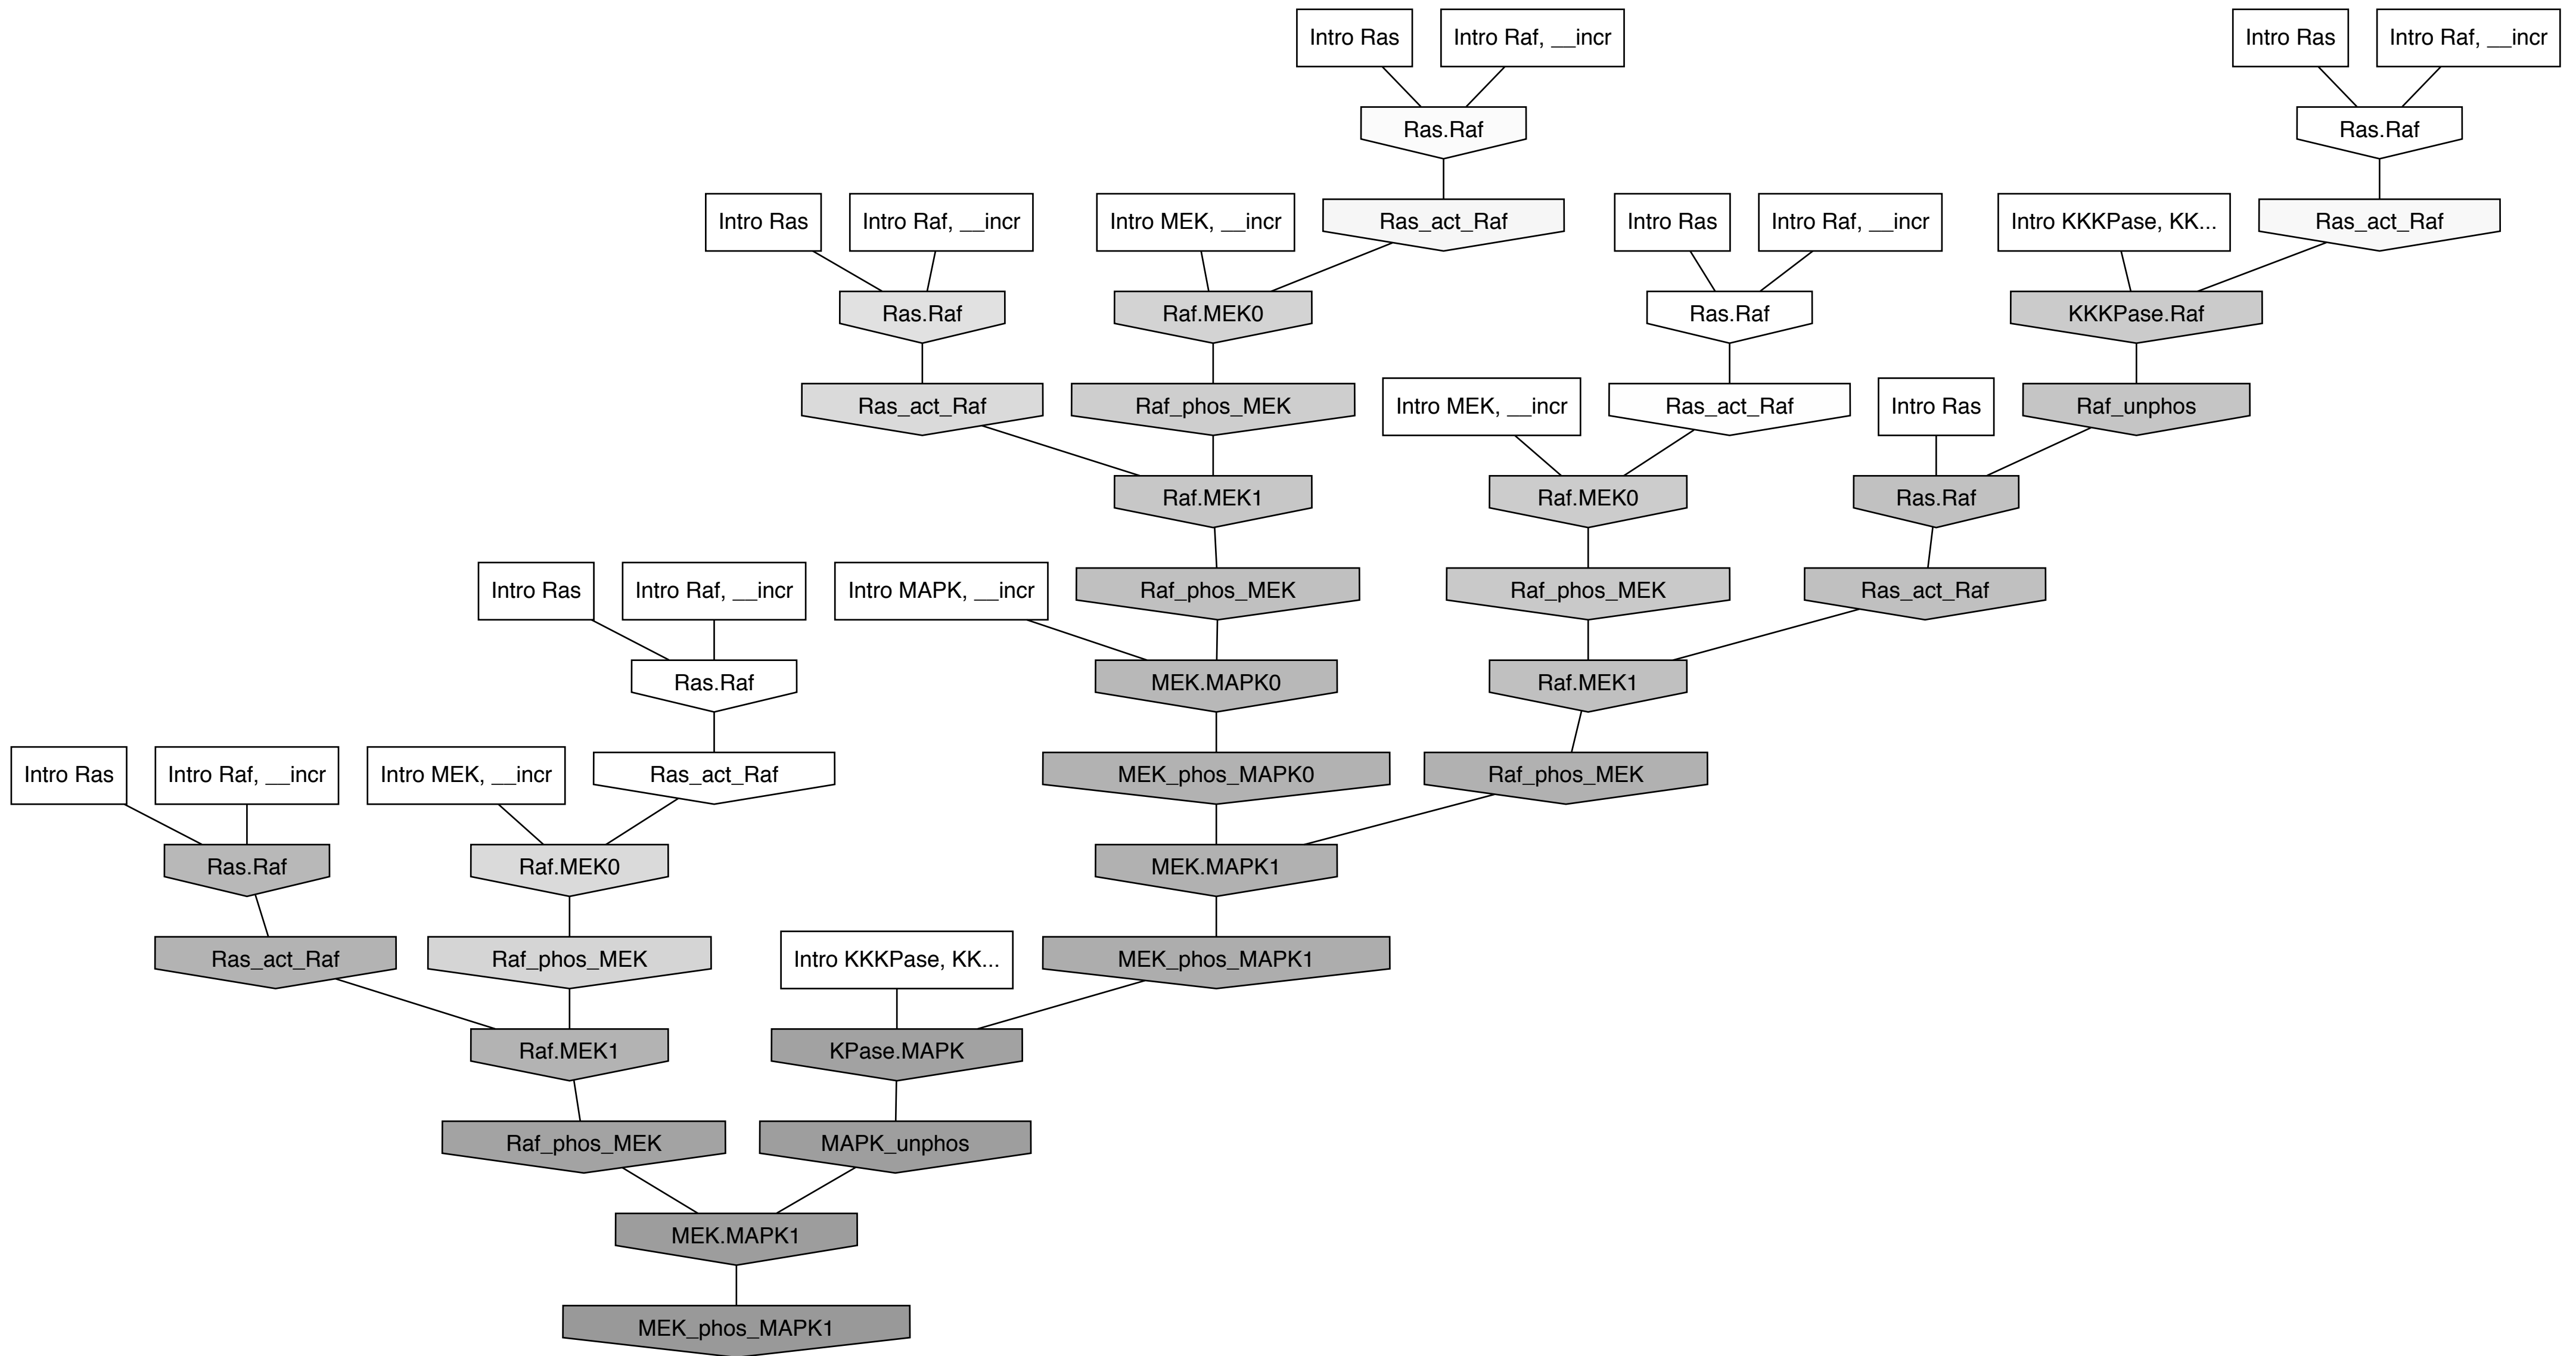 Intro Ras
Intro Raf, __incr
Intro Ras
Intro Raf, __incr
Ras.Raf
Ras.Raf
Intro Ras
Intro Raf, __incr
Intro MEK, __incr
Ras_act_Raf
Intro Ras
Intro Raf, __incr
Intro KKKPase, KK...
Ras_act_Raf
Ras.Raf
Raf.MEK0
Ras.Raf
KKKPase.Raf
Ras_act_Raf
Raf_phos_MEK
Intro MEK, __incr
Ras_act_Raf
Intro Ras
Raf_unphos
Raf.MEK1
Raf.MEK0
Ras.Raf
Intro Ras
Intro Raf, __incr
Intro MAPK, __incr
Raf_phos_MEK
Raf_phos_MEK
Ras_act_Raf
Ras.Raf
MEK.MAPK0
Raf.MEK1
Intro Ras
Intro Raf, __incr
Intro MEK, __incr
Ras_act_Raf
MEK_phos_MAPK0
Raf_phos_MEK
Ras.Raf
Raf.MEK0
MEK.MAPK1
Ras_act_Raf
Raf_phos_MEK
Intro KKKPase, KK...
MEK_phos_MAPK1
Raf.MEK1
KPase.MAPK
Raf_phos_MEK
MAPK_unphos
MEK.MAPK1
MEK_phos_MAPK1